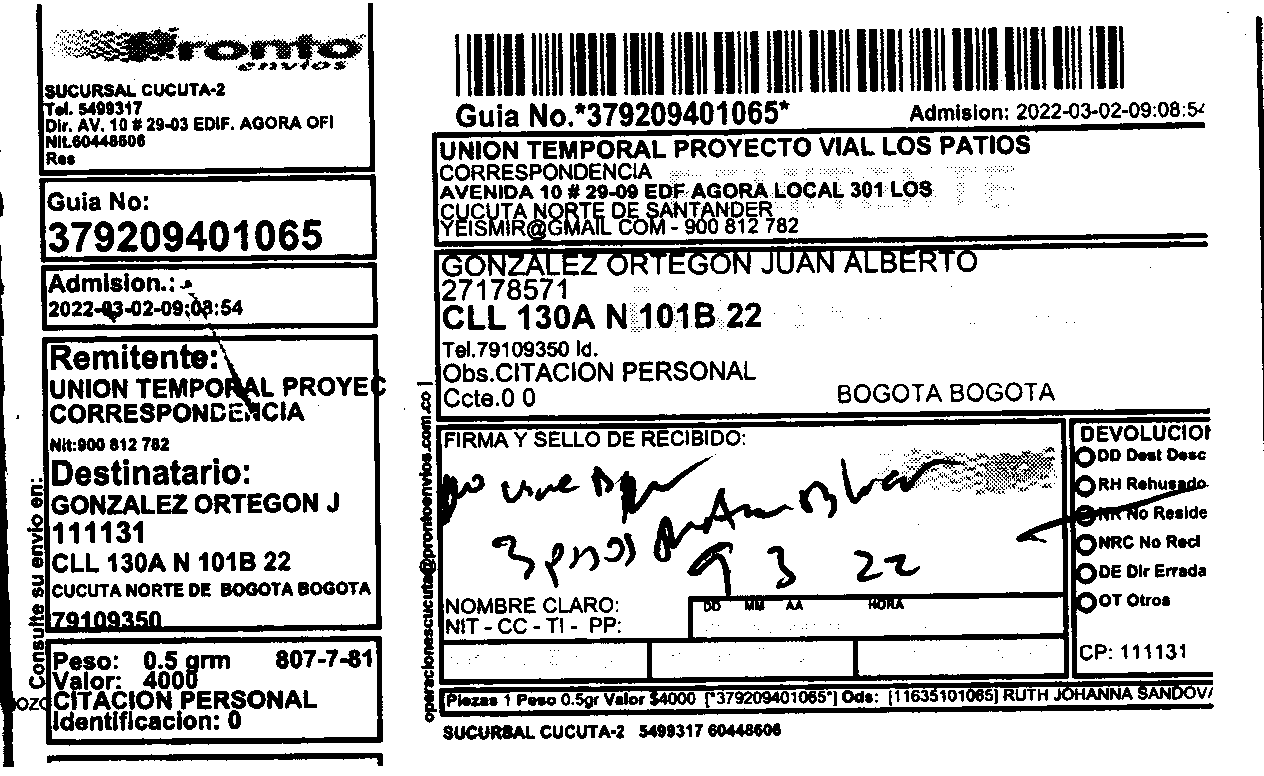 Pronto
envios
SUCURSAL CUCUTA-2
Tel. 5499317
Dir. AV. 10 # 29-03 EDIF. AGORA OFI
Nit.60448606
Res
Guia No:
379209401065
Admision.:
2022-03-02-09:08:54
Remitente:
UNION TEMPORAL PROYEC
CORRESPONDENCIA
Nit:900 812 782
Destinatario:
GONZALEZ ORTEGON J
111131
CLL 130A N 101B 22
CUCUTA NORTE DE BOGOTA BOGOTA
79109350
Peso: 0.5 grm 807-7-81
Valor: 4000
CITACION PERSONAL
Identificacion: 0
Consulte su envio en:
operacionescucuta@prontoenvios.com.co
Guia No.*379209401065*
Admision: 2022-03-02-09:08:54
UNION TEMPORAL PROYECTO VIAL LOS PATIOS
CORRESPONDENCIA
AVENIDA 10 # 29-09 EDF AGORA LOCAL 301 LOS
CUCUTA NORTE DE SANTANDER
YEISMIR@GMAIL COM - 900 812 782
GONZALEZ ORTEGON JUAN ALBERTO
27178571
CLL 130A N 101B 22
Tel.79109350 Id.
Obs.CITACION PERSONAL
Ccte.0 0
BOGOTA BOGOTA
FIRMA Y SELLO DE RECIBIDO:
no vive
3 pisos
9 3 22
DD MM AA HORA
NOMBRE CLARO:
NIT - CC - TI - PP:
DEVOLUCION
DD Dest Desc
RH Rehusado
NR No Reside
NRC No Recl
DE Dir Errada
OT Otros
CP: 111131
Piezas 1 Peso 0.5gr Valor $4000 [*379209401065*] Ods: [11635101065] RUTH JOHANNA SANDOVA
SUCURSAL CUCUTA-2 5499317 60448606